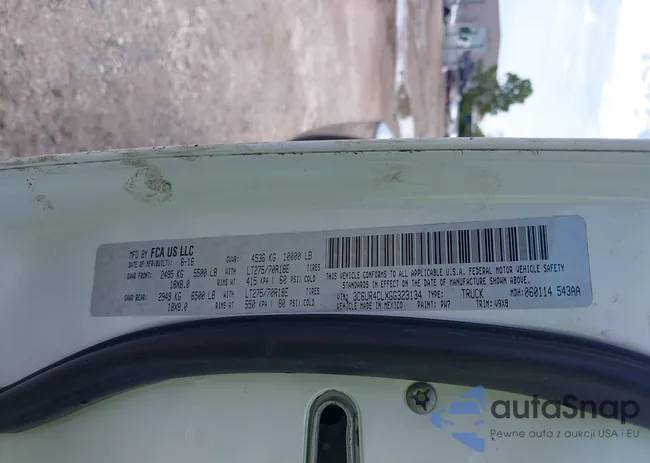 MFD BY FCA US LLC
DATE OF MFR(BUILT): 6-16 GVWR: 4536 KG 10000 LB
GAWR FRONT: 2495 KG 5500 LB WITH LT275/70R18E TIRES
18X8.0 RIMS AT 415 KPA( 60 PSI) COLD
GAWR REAR: 2949 KG 6500 LB WITH LT275/70R18E TIRES
18X8.0 RIMS AT 550 KPA( 80 PSI) COLD
THIS VEHICLE CONFORMS TO ALL APPLICABLE U.S.A. FEDERAL MOTOR VEHICLE SAFETY
STANDARDS IN EFFECT ON THE DATE OF MANUFACTURE SHOWN ABOVE.
VIN: 3C6UR4CLXGG323134 TYPE: TRUCK MDH: 060114 543AA
VEHICLE MADE IN MEXICO PAINT: PW7 TRIM: V9X8
autaSnap
Pewne auta z aukcji USA i EU